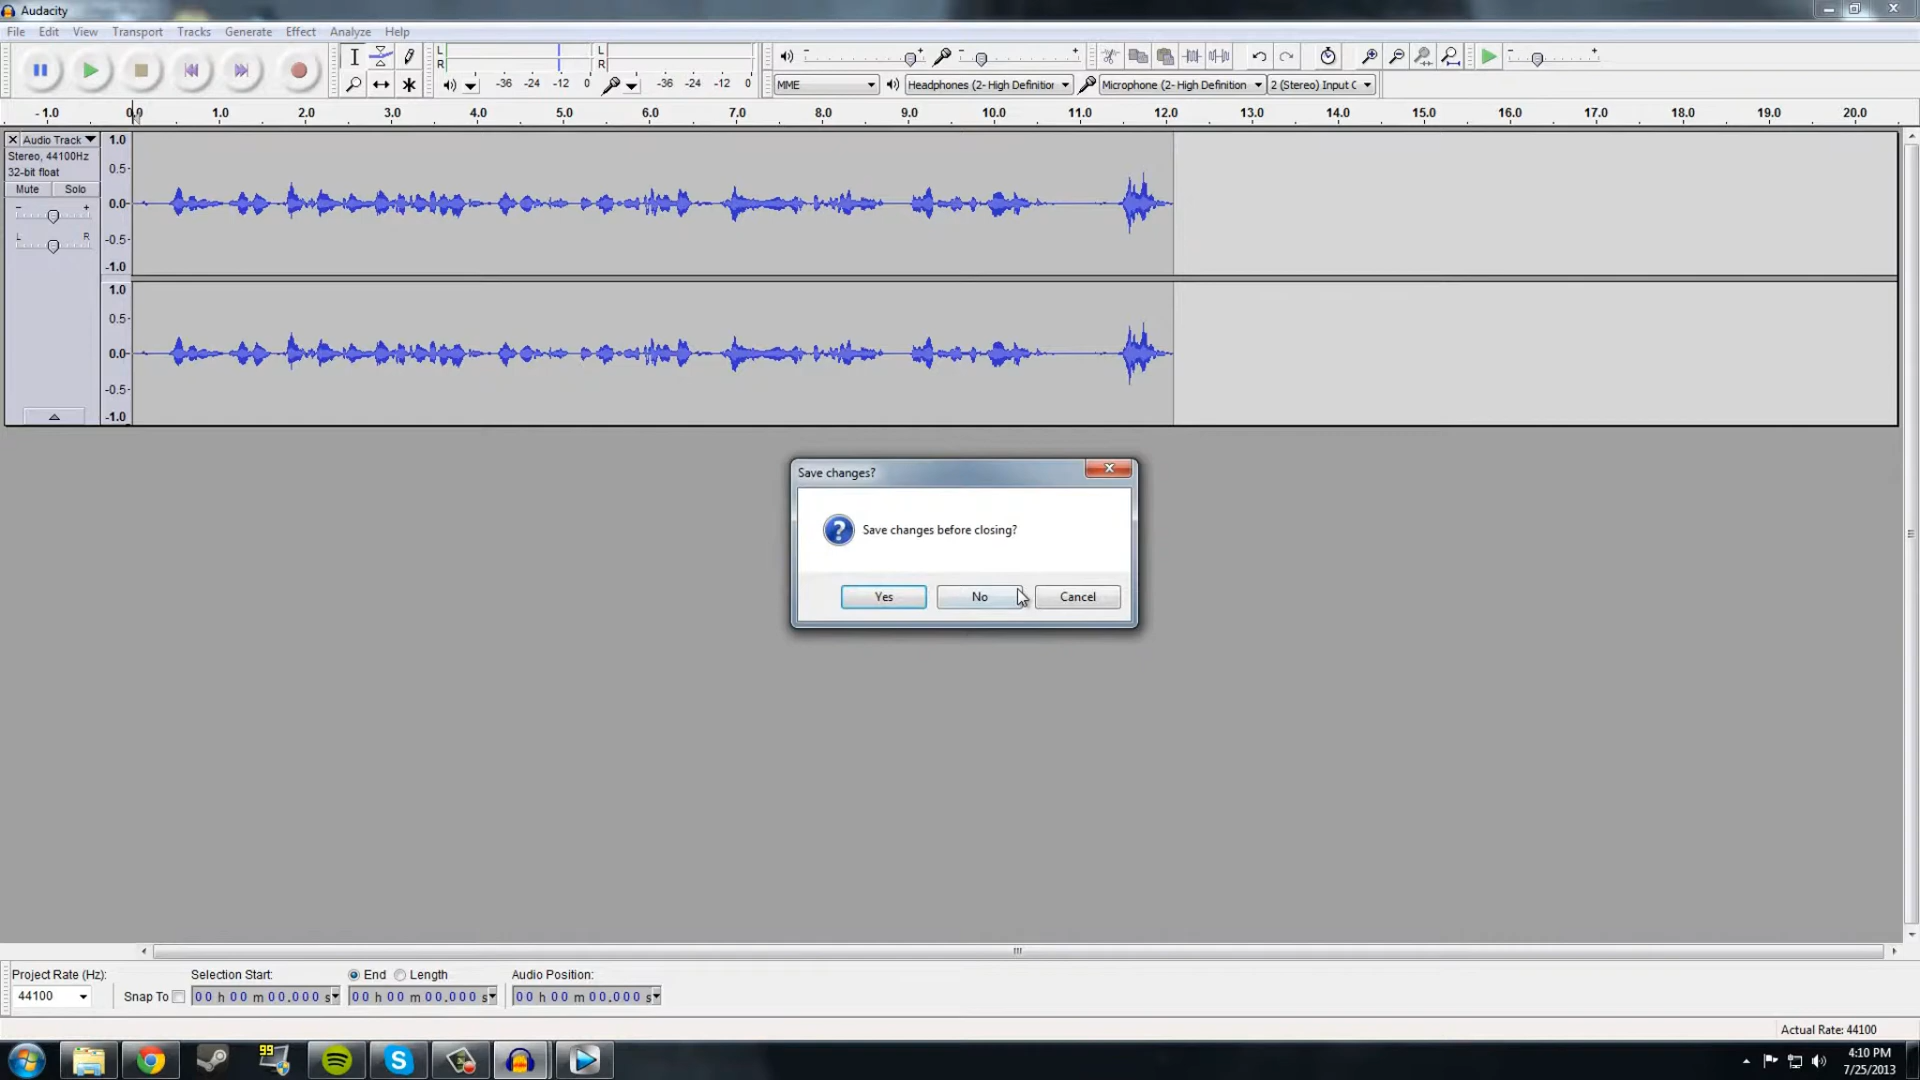 Audacity
File Edit View Transport Tracks Generate Effect Analyze Help
L R L R
-36 -24 -12 0 -36 -24 -12 0
MME Headphones (2- High Definitior Microphone (2- High Definition 2 (Stereo) Input C
-1.0 0.0 1.0 2.0 3.0 4.0 5.0 6.0 7.0 8.0 9.0 10.0 11.0 12.0 13.0 14.0 15.0 16.0 17.0 18.0 19.0 20.0
Audio Track 1.0
Stereo, 44100Hz
32-bit float 0.5-
Mute Solo
- + 0.0-
L R -0.5-
-1.0
1.0
0.5-
0.0-
-0.5-
-1.0
Save changes?
Save changes before closing?
Yes No Cancel
Project Rate (Hz): Selection Start: End Length Audio Position:
44100 Snap To 00 h 00 m 00.000 s 00 h 00 m 00.000 s 00 h 00 m 00.000 s
Actual Rate: 44100
99
4:10 PM
7/25/2013